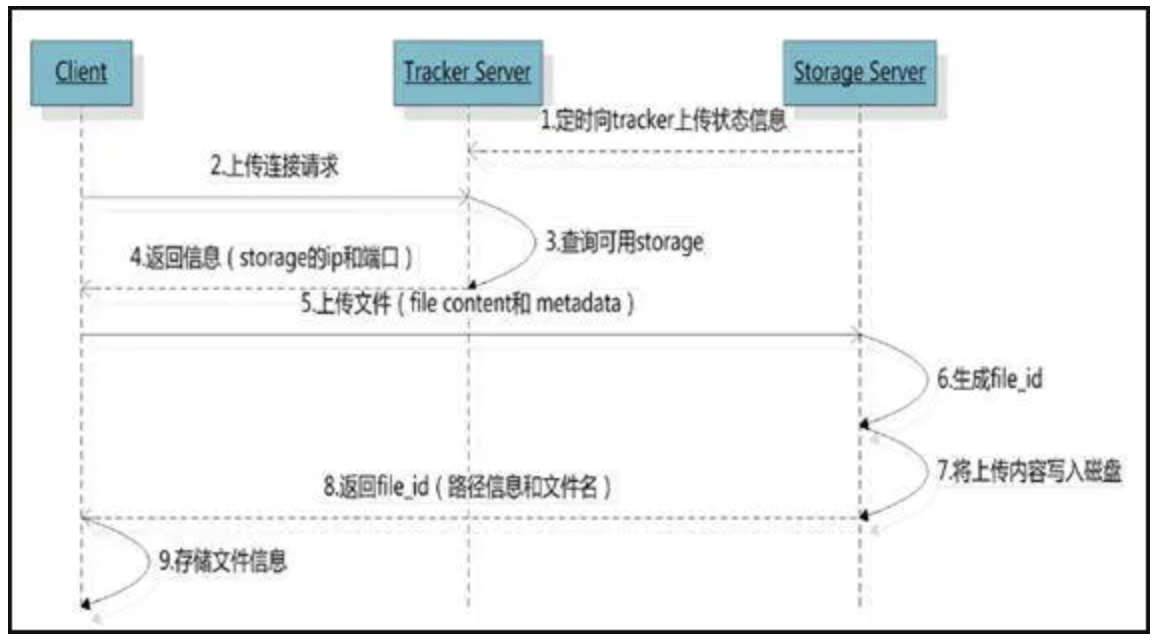 Client
Tracker Server
Storage Server
1.定时向tracker上传状态信息
2.上传连接请求
3.查询可用storage
4.返回信息（storage的ip和端口）
5.上传文件（file content和 metadata）
6.生成file_id
7.将上传内容写入磁盘
8.返回file_id（路径信息和文件名）
9.存储文件信息